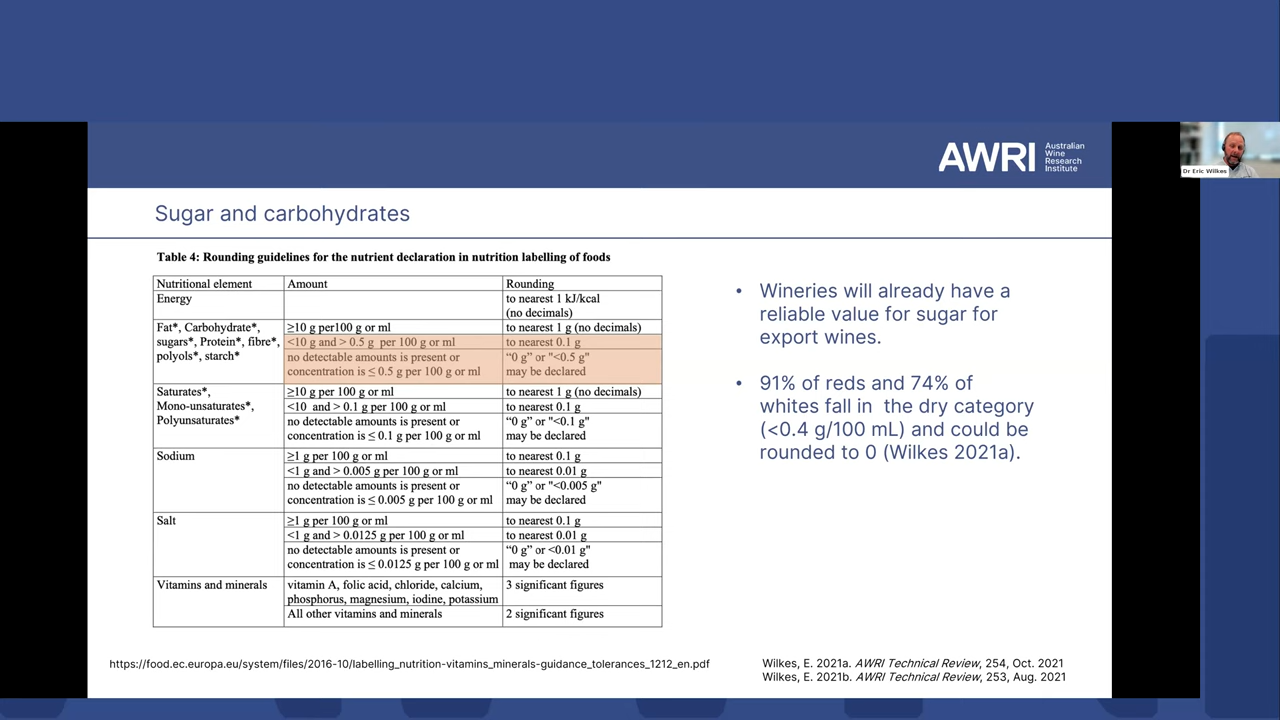 AWRI
Australian
Wine
Research
Institute
Dr Eric Wilkes
Sugar and carbohydrates
Table 4: Rounding guidelines for the nutrient declaration in nutrition labelling of foods
Nutritional element Amount Rounding
Energy to nearest 1 kJ/kcal
(no decimals)
Fat*, Carbohydrate*, ≥10 g per100 g or ml to nearest 1 g (no decimals)
sugars*, Protein*, fibre*, <10 g and > 0.5 g per 100 g or ml to nearest 0.1 g
polyols*, starch* no detectable amounts is present or "0 g" or "<0.5 g"
concentration is ≤ 0.5 g per 100 g or ml may be declared
Saturates*, ≥10 g per 100 g or ml to nearest 1 g (no decimals)
Mono-unsaturates*, <10 and > 0.1 g per 100 g or ml to nearest 0.1 g
Polyunsaturates* no detectable amounts is present or "0 g" or "<0.1 g"
concentration is ≤ 0.1 g per 100 g or ml may be declared
Sodium ≥1 g per 100 g or ml to nearest 0.1 g
<1 g and > 0.005 g per 100 g or ml to nearest 0.01 g
no detectable amounts is present or "0 g" or "<0.005 g"
concentration is ≤ 0.005 g per 100 g or ml may be declared
Salt ≥1 g per 100 g or ml to nearest 0.1 g
<1 g and > 0.0125 g per 100 g or ml to nearest 0.01 g
no detectable amounts is present or "0 g" or <0.01 g"
concentration is ≤ 0.0125 g per 100 g or ml may be declared
Vitamins and minerals vitamin A, folic acid, chloride, calcium, 3 significant figures
phosphorus, magnesium, iodine, potassium
All other vitamins and minerals 2 significant figures
• Wineries will already have a
reliable value for sugar for
export wines.
• 91% of reds and 74% of
whites fall in the dry category
(<0.4 g/100 mL) and could be
rounded to 0 (Wilkes 2021a).
https://food.ec.europa.eu/system/files/2016-10/labelling_nutrition-vitamins_minerals-guidance_tolerances_1212_en.pdf
Wilkes, E. 2021a. AWRI Technical Review, 254, Oct. 2021
Wilkes, E. 2021b. AWRI Technical Review, 253, Aug. 2021